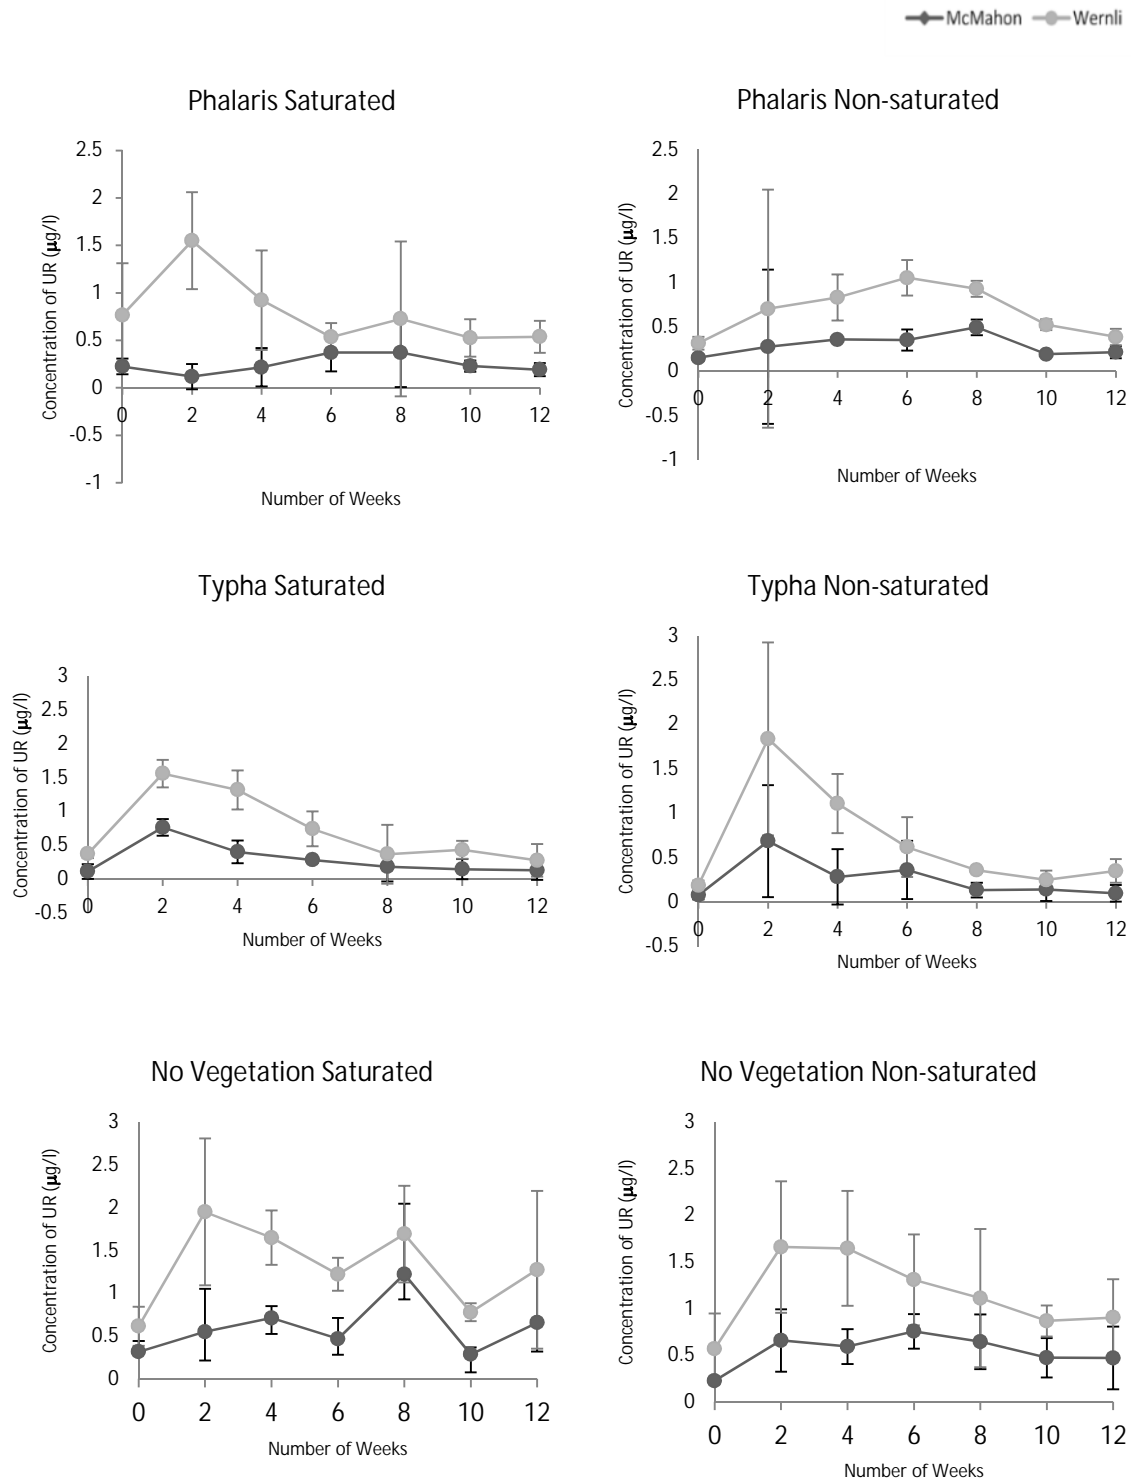 McMahon Wernli
Phalaris Saturated
2.5
2
1.5
1
0.5
0
-0.5
-1
Concentration of UR (µg/l)
0 2 4 6 8 10 12
Number of Weeks
Phalaris Non-saturated
2.5
2
1.5
1
0.5
0
-0.5
-1
Concentration of UR (µg/l)
0 2 4 6 8 10 12
Number of Weeks
Typha Saturated
3
2.5
2
1.5
1
0.5
0
-0.5
Concentration of UR (µg/l)
0 2 4 6 8 10 12
Number of Weeks
Typha Non-saturated
3
2.5
2
1.5
1
0.5
0
-0.5
Concentration of UR (µg/l)
0 2 4 6 8 10 12
Number of Weeks
No Vegetation Saturated
3
2.5
2
1.5
1
0.5
0
Concentration of UR (µg/l)
0 2 4 6 8 10 12
Number of Weeks
No Vegetation Non-saturated
3
2.5
2
1.5
1
0.5
0
Concentration of UR (µg/l)
0 2 4 6 8 10 12
Number of Weeks